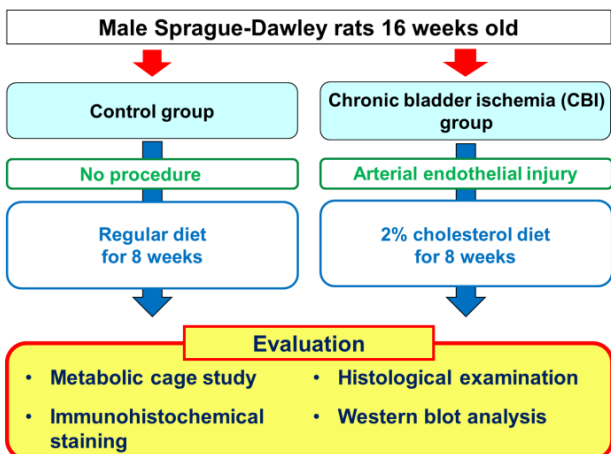 Male Sprague-Dawley rats 16 weeks old
Control group
Chronic bladder ischemia (CBI)
group
No procedure
Arterial endothelial injury
Regular diet
for 8 weeks
2% cholesterol diet
for 8 weeks
Evaluation
• Metabolic cage study
• Immunohistochemical
staining
• Histological examination
• Western blot analysis